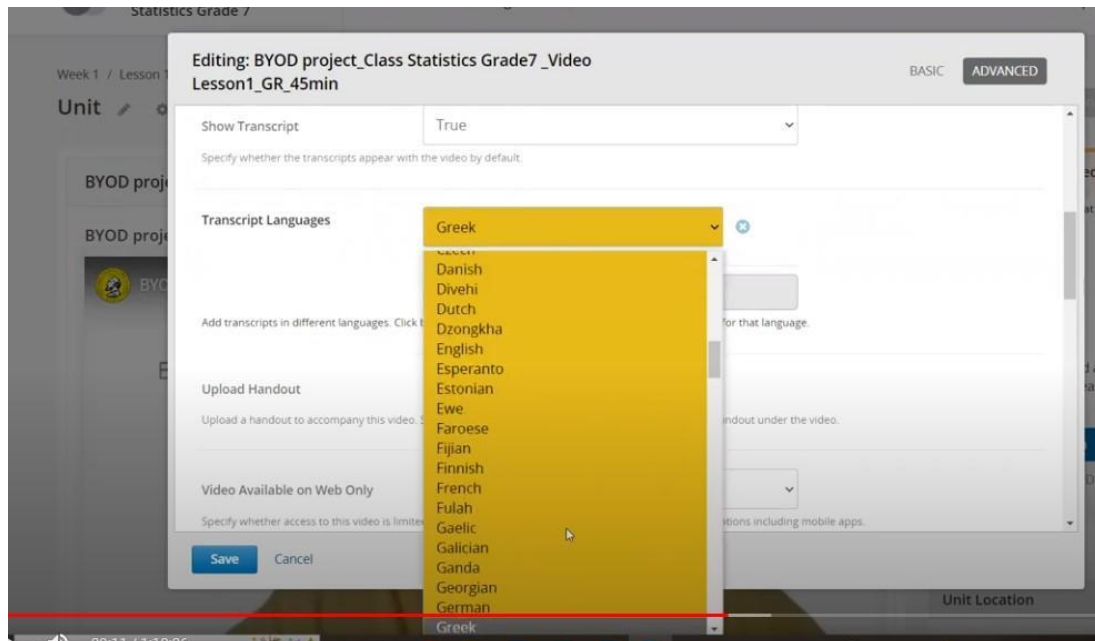 Statistics Grade 7
Editing: BYOD project_Class Statistics Grade7 _Video
Lesson1_GR_45min
BASIC
ADVANCED
Week 1 / Lesson 1
Unit
Show Transcript
True
Specify whether the transcripts appear with the video by default.
BYOD proje
Transcript Languages
Greek
BYOD proje
BYO
Czech
Danish
Divehi
Dutch
Dzongkha
English
Esperanto
Estonian
Ewe
Faroese
Fijian
Finnish
French
Fulah
Gaelic
Galician
Ganda
Georgian
German
Greek
Add transcripts in different languages. Click
for that language.
Upload Handout
Upload a handout to accompany this video.
ndout under the video.
Video Available on Web Only
Specify whether access to this video is limite
ations including mobile apps.
Save
Cancel
Unit Location